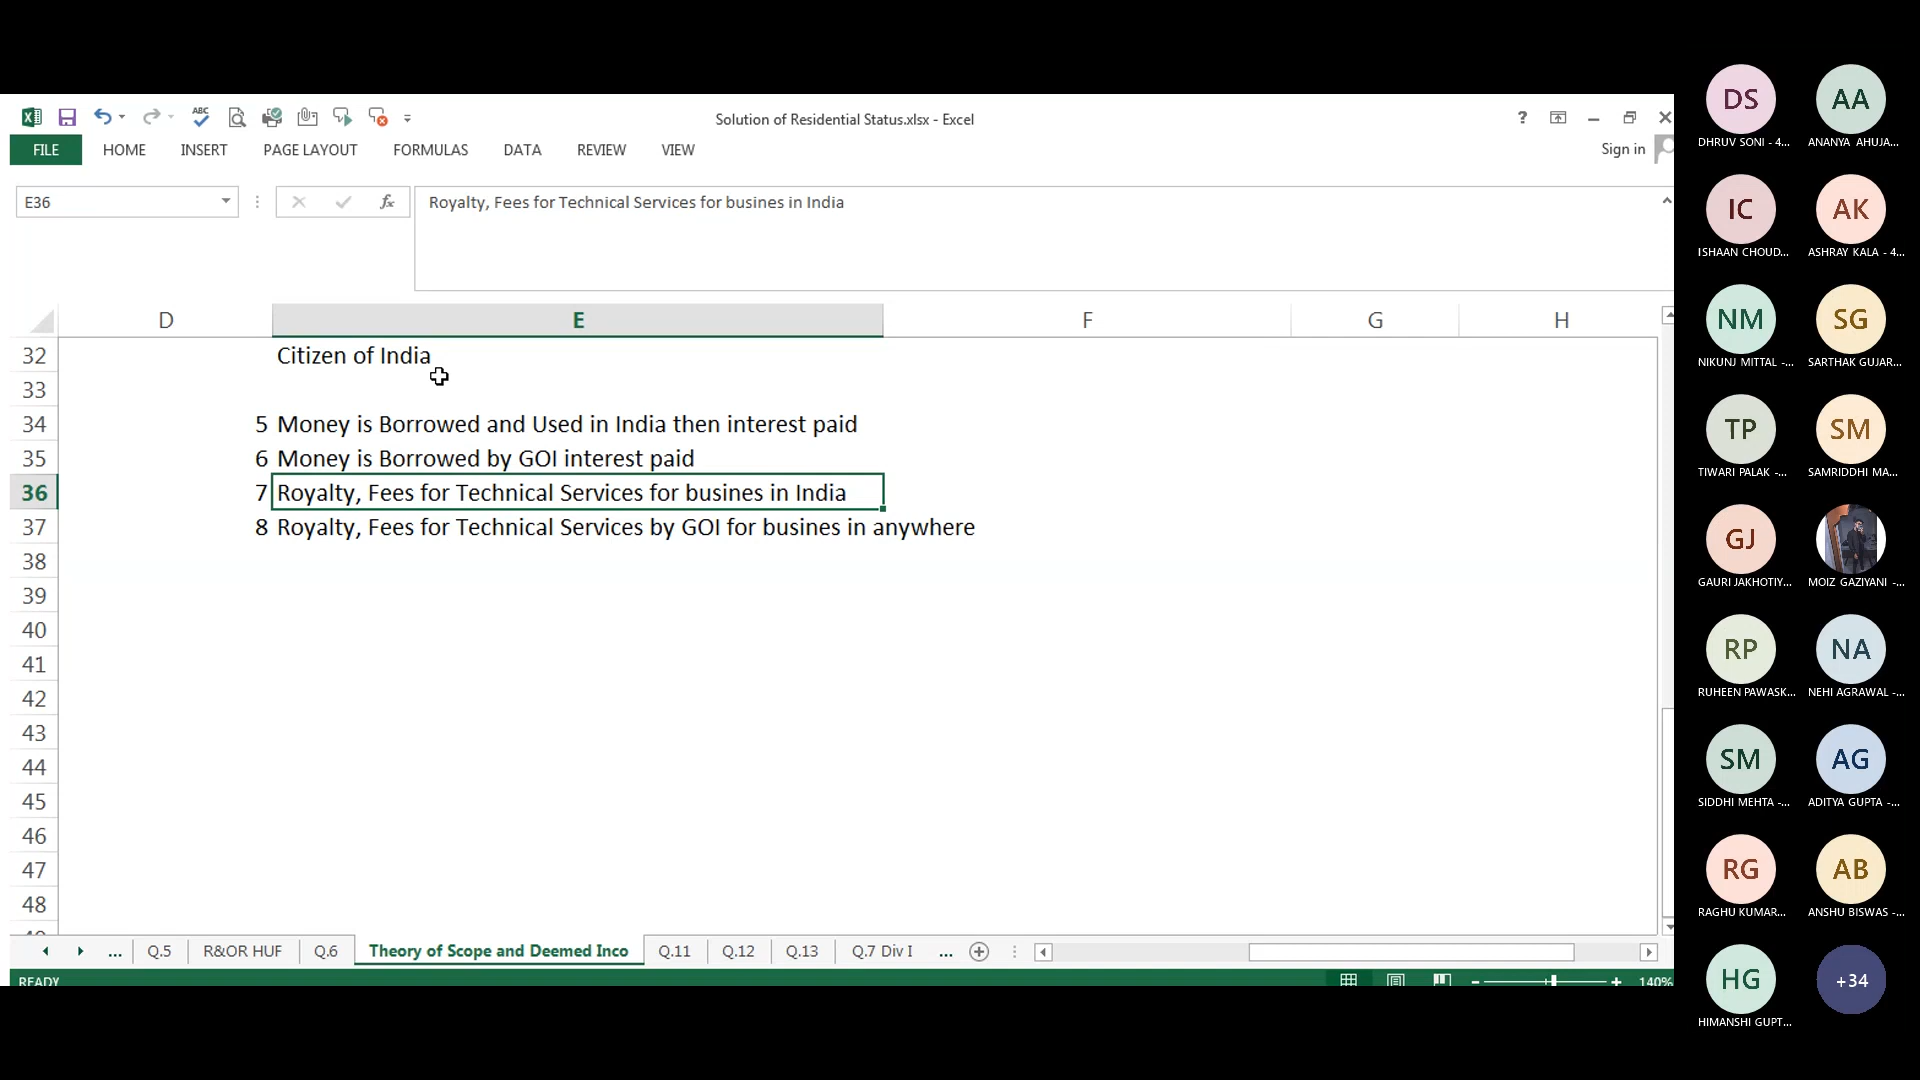 Solution of Residential Status.xlsx - Excel
?
FILE HOME INSERT PAGE LAYOUT FORMULAS DATA REVIEW VIEW
Sign in
E36
fx
Royalty, Fees for Technical Services for busines in India
D E F G H
32 Citizen of India
33
34 5 Money is Borrowed and Used in India then interest paid
35 6 Money is Borrowed by GOI interest paid
36 7 Royalty, Fees for Technical Services for busines in India
37 8 Royalty, Fees for Technical Services by GOI for busines in anywhere
38
39
40
41
42
43
44
45
46
47
48
... Q.5 R&OR HUF Q.6 Theory of Scope and Deemed Inco Q.11 Q.12 Q.13 Q.7 Div I ...
READY
140%
DS AA
DHRUV SONI - 4... ANANYA AHUJA...
IC AK
ISHAAN CHOUD... ASHRAY KALA - 4...
NM SG
NIKUNJ MITTAL -... SARTHAK GUJAR...
TP SM
TIWARI PALAK -... SAMRIDDHI MA...
GJ
GAURI JAKHOTIY... MOIZ GAZIYANI -...
RP NA
RUHEEN PAWASK... NEHI AGRAWAL -...
SM AG
SIDDHI MEHTA -... ADITYA GUPTA -...
RG AB
RAGHU KUMAR... ANSHU BISWAS -...
HG +34
HIMANSHI GUPT...